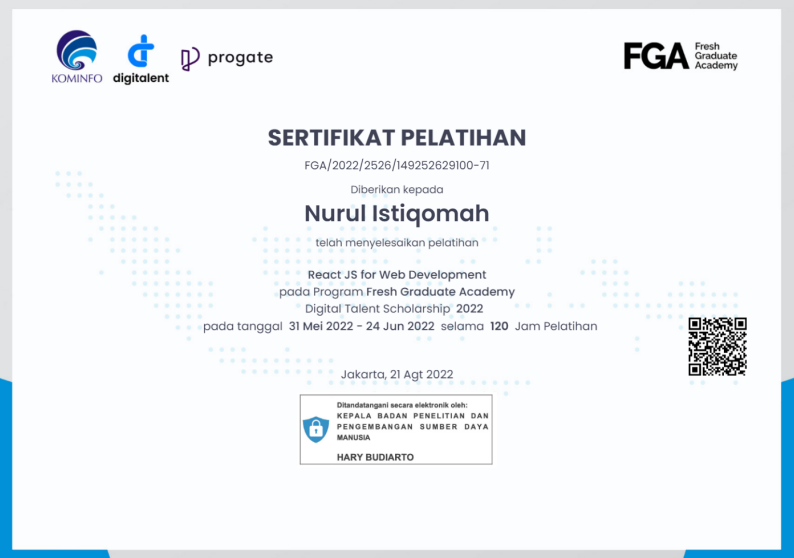 KOMINFO
digitalent
progate
FGA Fresh Graduate Academy
SERTIFIKAT PELATIHAN
FGA/2022/2526/149252629100-71
Diberikan kepada
Nurul Istiqomah
telah menyelesaikan pelatihan
React JS for Web Development
pada Program Fresh Graduate Academy
Digital Talent Scholarship 2022
pada tanggal 31 Mei 2022 - 24 Jun 2022 selama 120 Jam Pelatihan
Jakarta, 21 Agt 2022
Ditandatangani secara elektronik oleh:
KEPALA BADAN PENELITIAN DAN
PENGEMBANGAN SUMBER DAYA
MANUSIA
HARY BUDIARTO